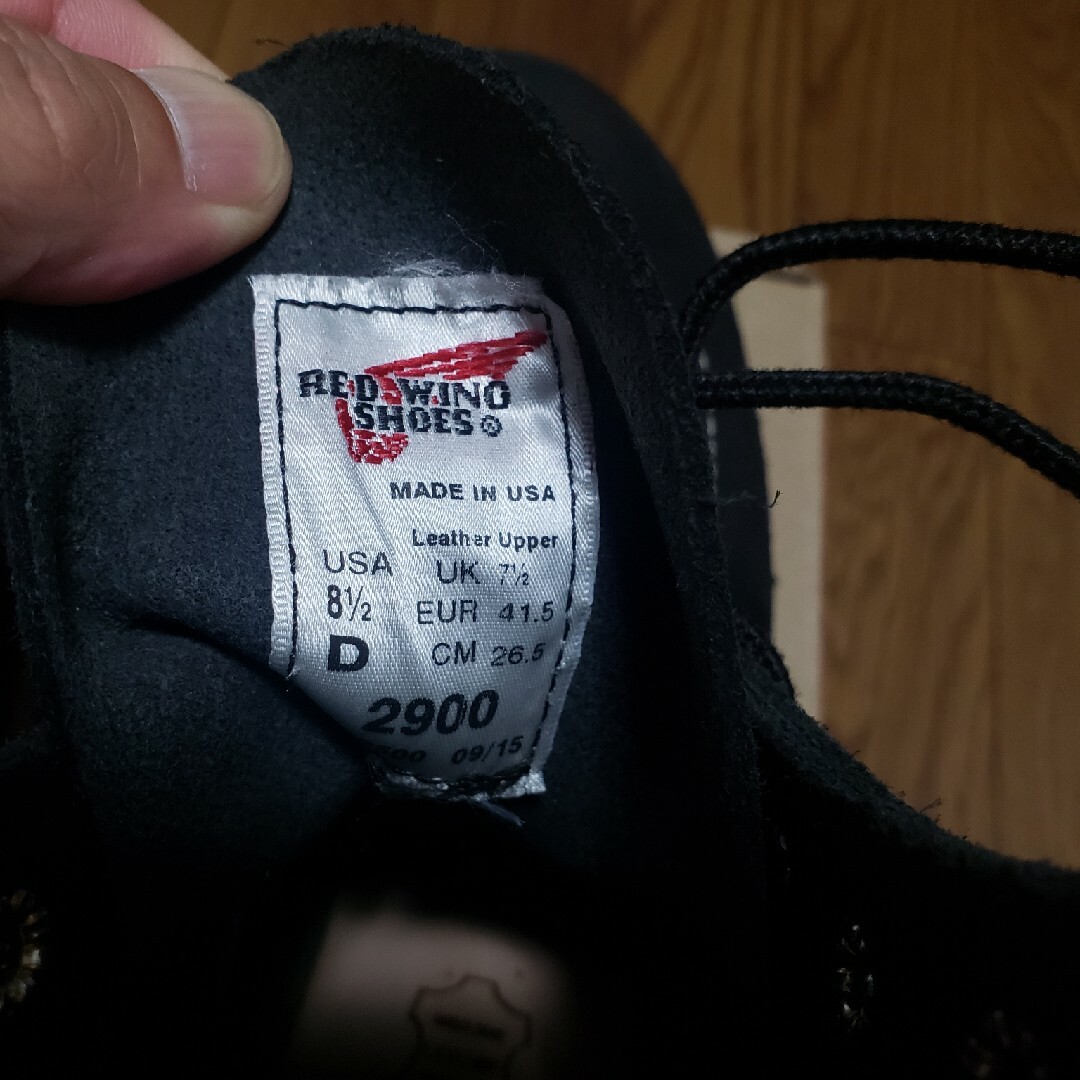 RED WING
SHOES®
MADE IN USA
Leather Upper
USA UK 7½
8½ EUR 41.5
D CM 26.5
2900
09/15